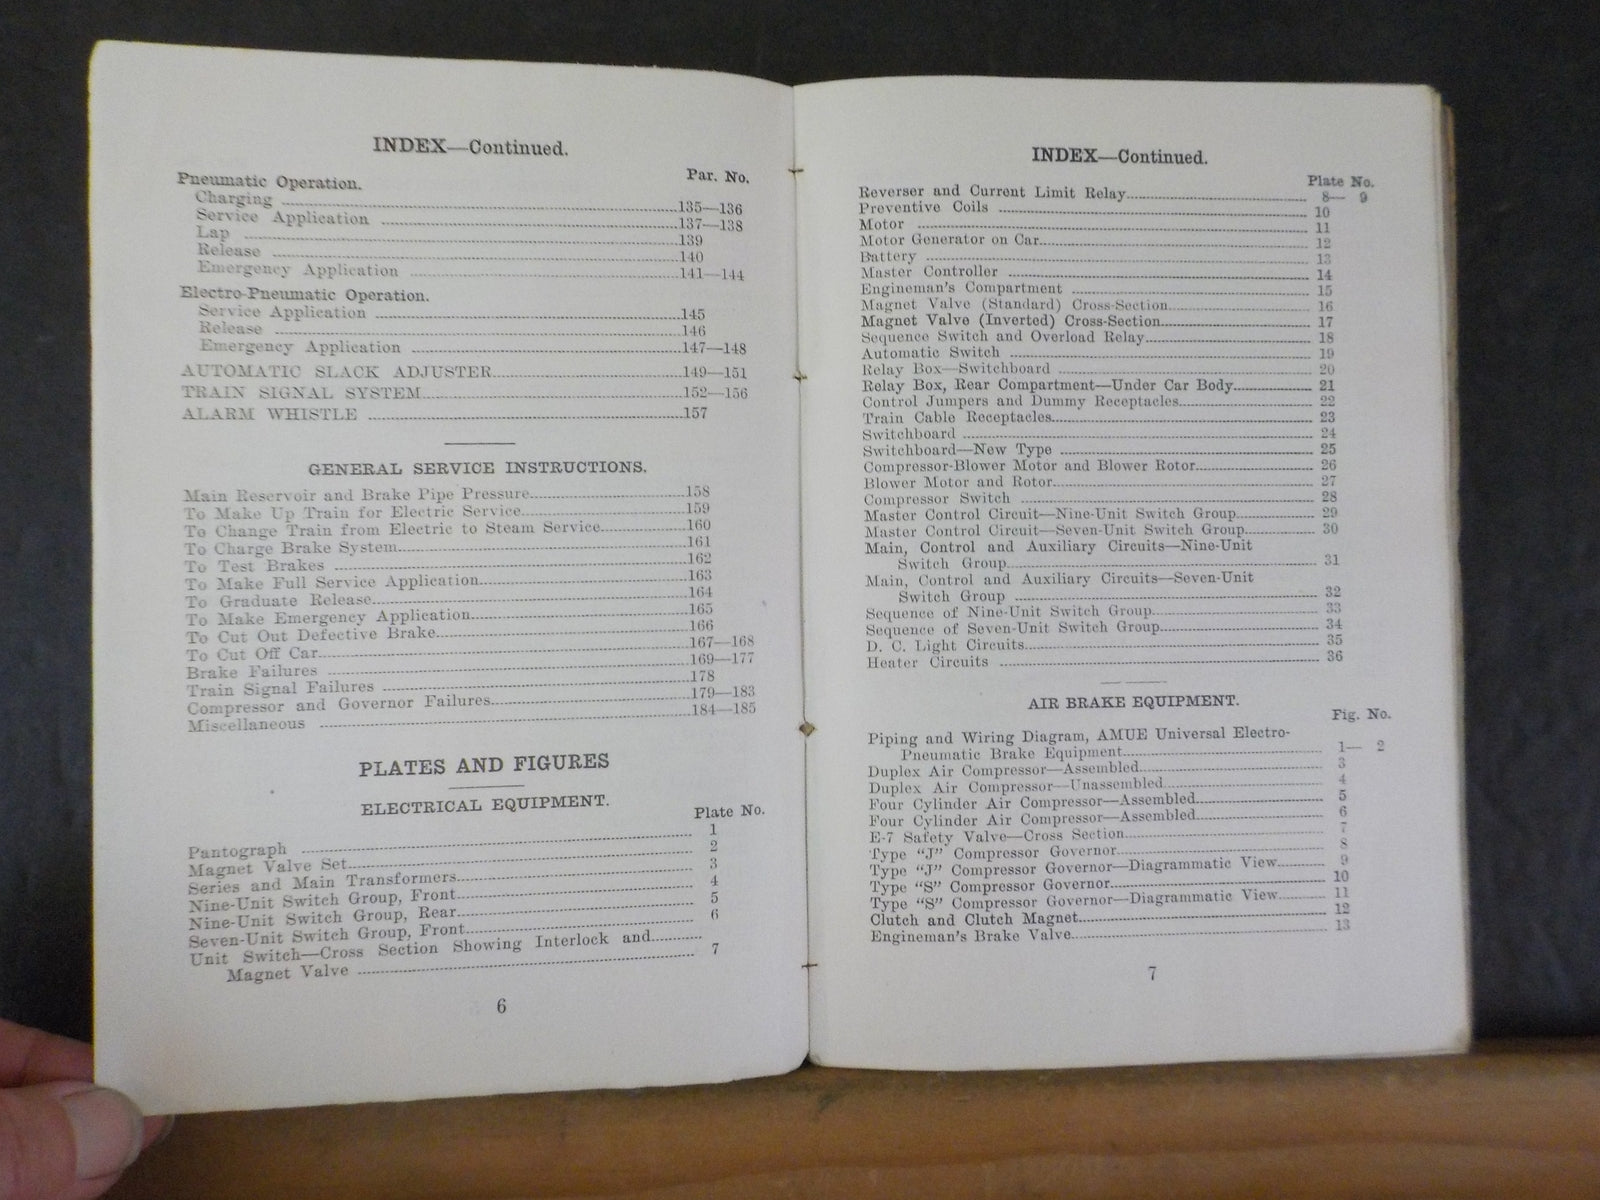 INDEX—Continued.
Par. No.
Pneumatic Operation.
Charging ..........135—136
Service Application ..........137—138
Lap ..........139
Release ..........140
Emergency Application ..........141—144
Electro-Pneumatic Operation.
Service Application ..........145
Release ..........146
Emergency Application ..........147—148
AUTOMATIC SLACK ADJUSTER..........149—151
TRAIN SIGNAL SYSTEM..........152—156
ALARM WHISTLE ..........157
GENERAL SERVICE INSTRUCTIONS.
Main Reservoir and Brake Pipe Pressure..........158
To Make Up Train for Electric Service..........159
To Change Train from Electric to Steam Service..........160
To Charge Brake System..........161
To Test Brakes ..........162
To Make Full Service Application..........163
To Graduate Release..........164
To Make Emergency Application..........165
To Cut Out Defective Brake..........166
To Cut Off Car..........167—168
Brake Failures ..........169—177
Train Signal Failures ..........178
Compressor and Governor Failures..........179—183
Miscellaneous ..........184—185
PLATES AND FIGURES
ELECTRICAL EQUIPMENT.
Plate No.
Pantograph .......... 1
Magnet Valve Set.......... 2
Series and Main Transformers.......... 3
Nine-Unit Switch Group, Front.......... 4
Nine-Unit Switch Group, Rear.......... 5
Seven-Unit Switch Group, Front.......... 6
Unit Switch—Cross Section Showing Interlock and..........
Magnet Valve .......... 7
6
INDEX—Continued.
Plate No.
Reverser and Current Limit Relay.......... 8— 9
Preventive Coils .......... 10
Motor .......... 11
Motor Generator on Car.......... 12
Battery .......... 13
Master Controller .......... 14
Engineman's Compartment .......... 15
Magnet Valve (Standard) Cross-Section.......... 16
Magnet Valve (Inverted) Cross-Section.......... 17
Sequence Switch and Overload Relay.......... 18
Automatic Switch .......... 19
Relay Box—Switchboard .......... 20
Relay Box, Rear Compartment—Under Car Body.......... 21
Control Jumpers and Dummy Receptacles.......... 22
Train Cable Receptacles.......... 23
Switchboard .......... 24
Switchboard—New Type .......... 25
Compressor-Blower Motor and Blower Rotor.......... 26
Blower Motor and Rotor.......... 27
Compressor Switch .......... 28
Master Control Circuit—Nine-Unit Switch Group.......... 29
Master Control Circuit—Seven-Unit Switch Group.......... 30
Main, Control and Auxiliary Circuits—Nine-Unit
Switch Group.......... 31
Main, Control and Auxiliary Circuits—Seven-Unit
Switch Group .......... 32
Sequence of Nine-Unit Switch Group.......... 33
Sequence of Seven-Unit Switch Group.......... 34
D. C. Light Circuits.......... 35
Heater Circuits .......... 36
AIR BRAKE EQUIPMENT.
Fig. No.
Piping and Wiring Diagram, AMUE Universal Electro-
Pneumatic Brake Equipment.......... 1— 2
Duplex Air Compressor—Assembled.......... 3
Duplex Air Compressor—Unassembled.......... 4
Four Cylinder Air Compressor—Assembled.......... 5
Four Cylinder Air Compressor—Assembled.......... 6
E-7 Safety Valve—Cross Section.......... 7
Type "J" Compressor Governor.......... 8
Type "J" Compressor Governor—Diagrammatic View.......... 9
Type "S" Compressor Governor.......... 10
Type "S" Compressor Governor—Diagrammatic View.......... 11
Clutch and Clutch Magnet.......... 12
Engineman's Brake Valve.......... 13
7